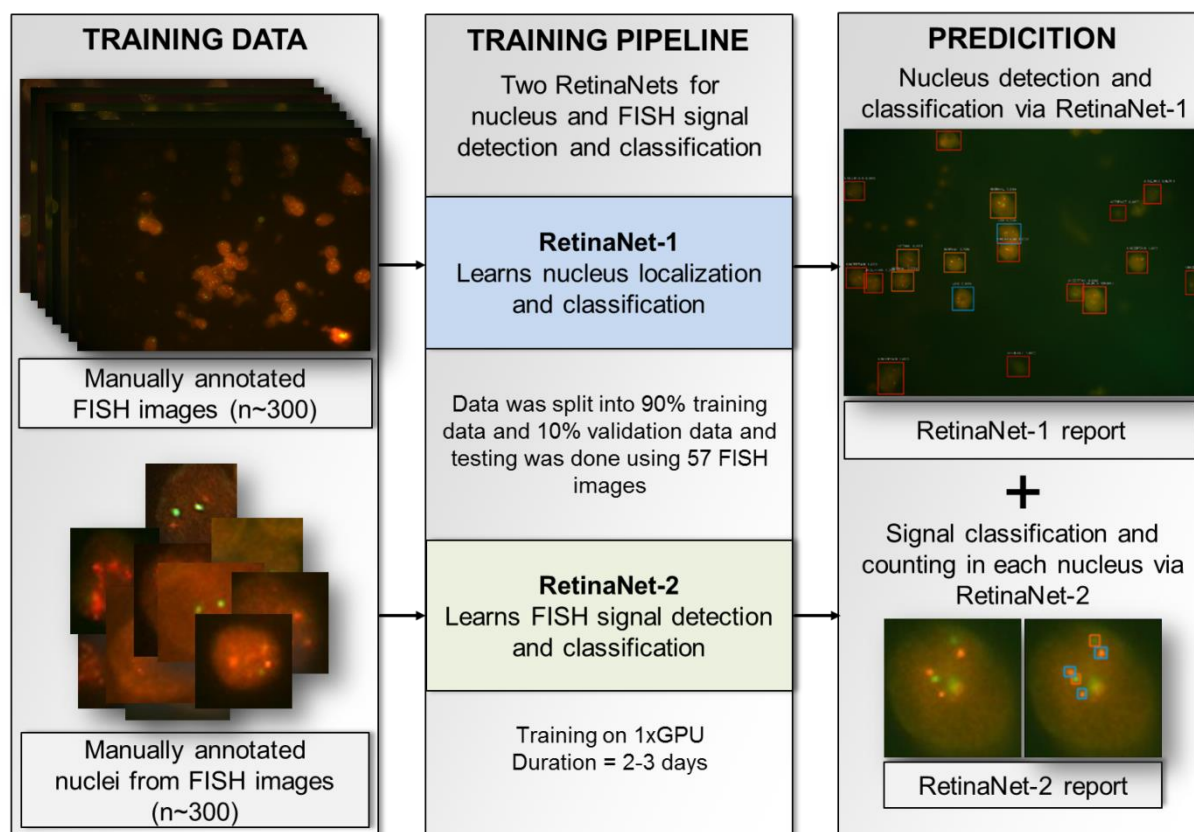 TRAINING DATA
Manually annotated
FISH images (n~300)
Manually annotated
nuclei from FISH images
(n~300)
TRAINING PIPELINE
Two RetinaNets for
nucleus and FISH signal
detection and classification
RetinaNet-1
Learns nucleus localization
and classification
Data was split into 90% training
data and 10% validation data and
testing was done using 57 FISH
images
RetinaNet-2
Learns FISH signal detection
and classification
Training on 1xGPU
Duration = 2-3 days
PREDICITION
Nucleus detection and
classification via RetinaNet-1
RetinaNet-1 report
+
Signal classification and
counting in each nucleus via
RetinaNet-2
RetinaNet-2 report